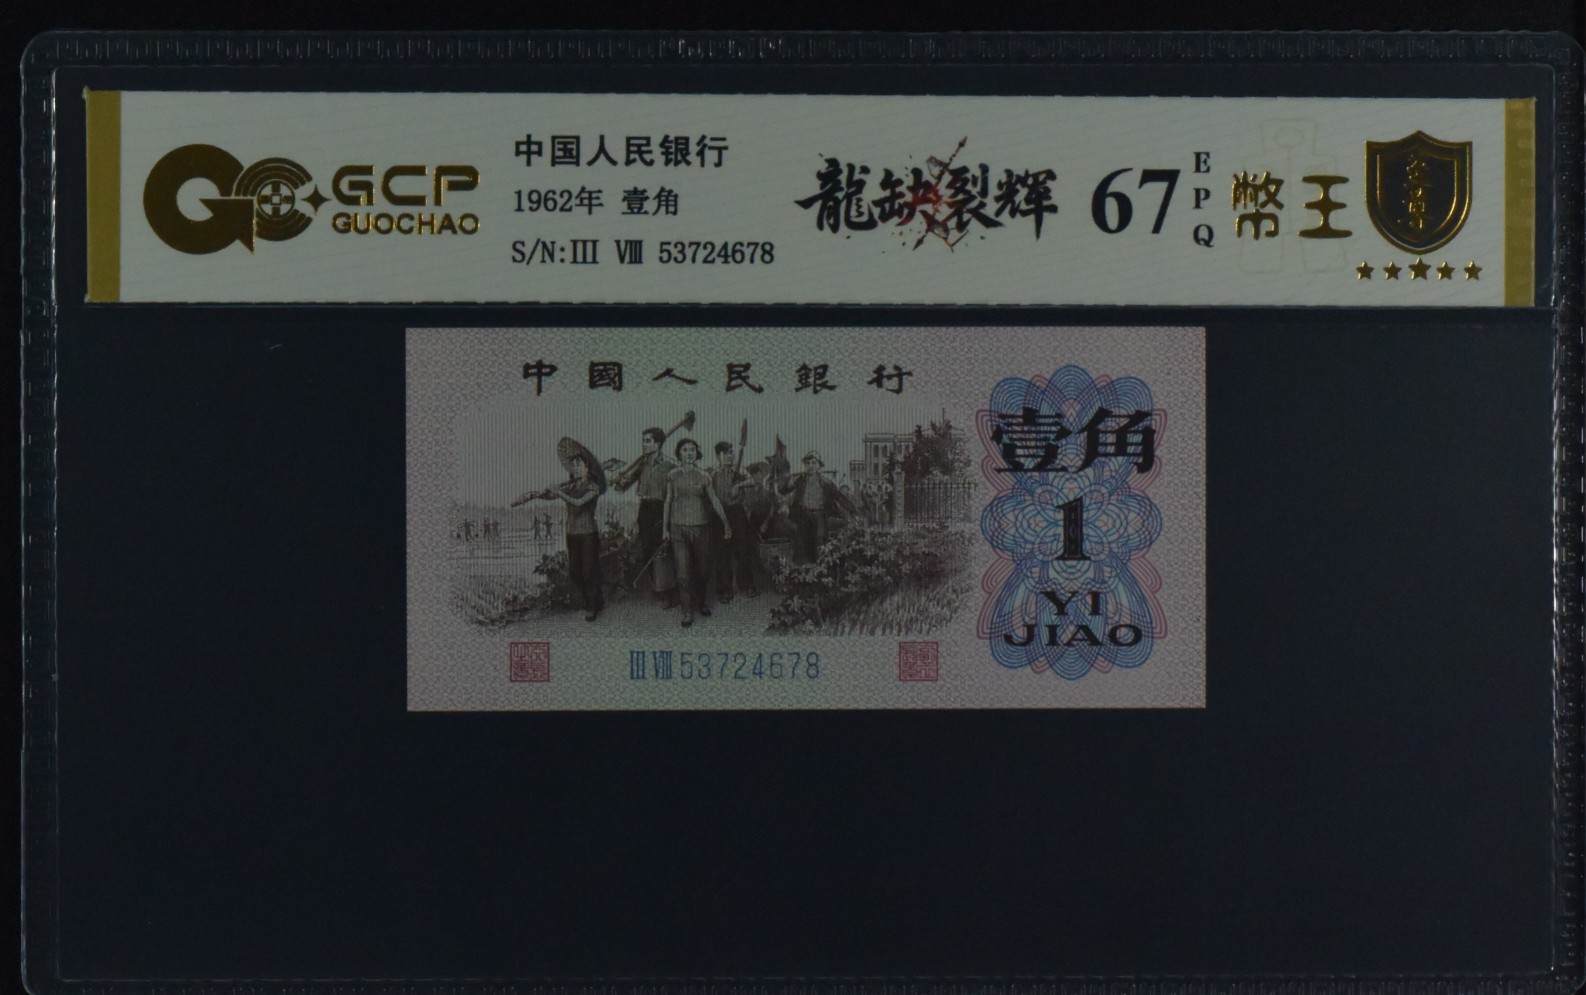 GCP
GUOCHAO
中国人民银行
1962年 壹角
S/N:III VIII 53724678
龍缺裂輝
67
EPQ
幣王
中國人民銀行
壹角
1
YI
JIAO
III VIII 53724678